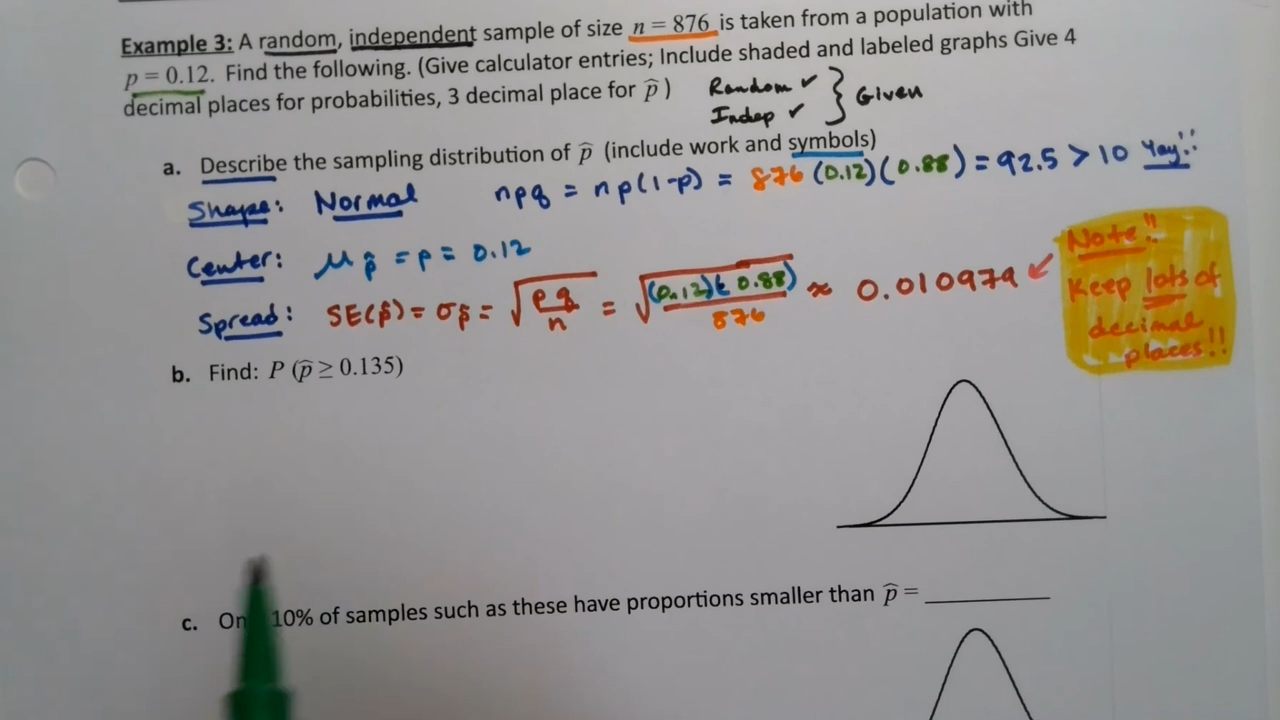 Example 3: A random, independent sample of size n = 876 is taken from a population with
p = 0.12. Find the following. (Give calculator entries; Include shaded and labeled graphs Give 4
decimal places for probabilities, 3 decimal place for p̂ )
Random ✓
Indep ✓
} Given
a. Describe the sampling distribution of p̂ (include work and symbols)
Shape: Normal npq = np(1-p) = 876 (0.12)(0.88) = 92.5 > 10 Yay!!
Center: μp̂ = p = 0.12
Spread: SE(p̂) = σp̂ = √(pq/n) = √((0.12)(0.88)/876) ≈ 0.010979
Note!!
Keep lots of
decimal
places!!
b. Find: P (p̂ ≥ 0.135)
c. 10% of samples such as these have proportions smaller than p̂ = ________